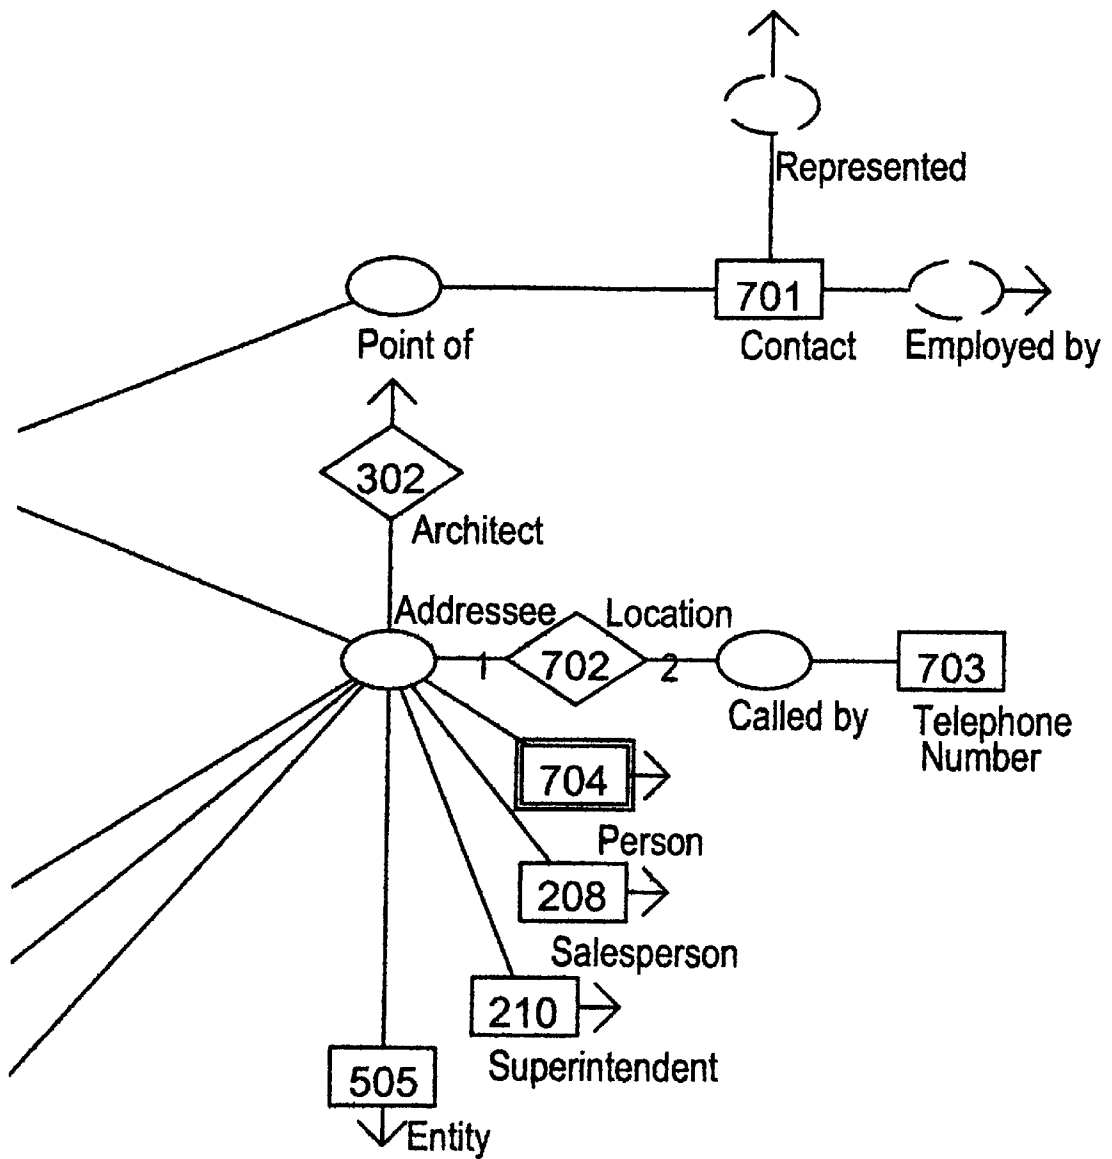 Represented
701
Point of
Contact
Employed by
302
Architect
Addressee
Location
1
702
2
703
Called by
Telephone
Number
704
Person
208
Salesperson
210
Superintendent
505
Entity